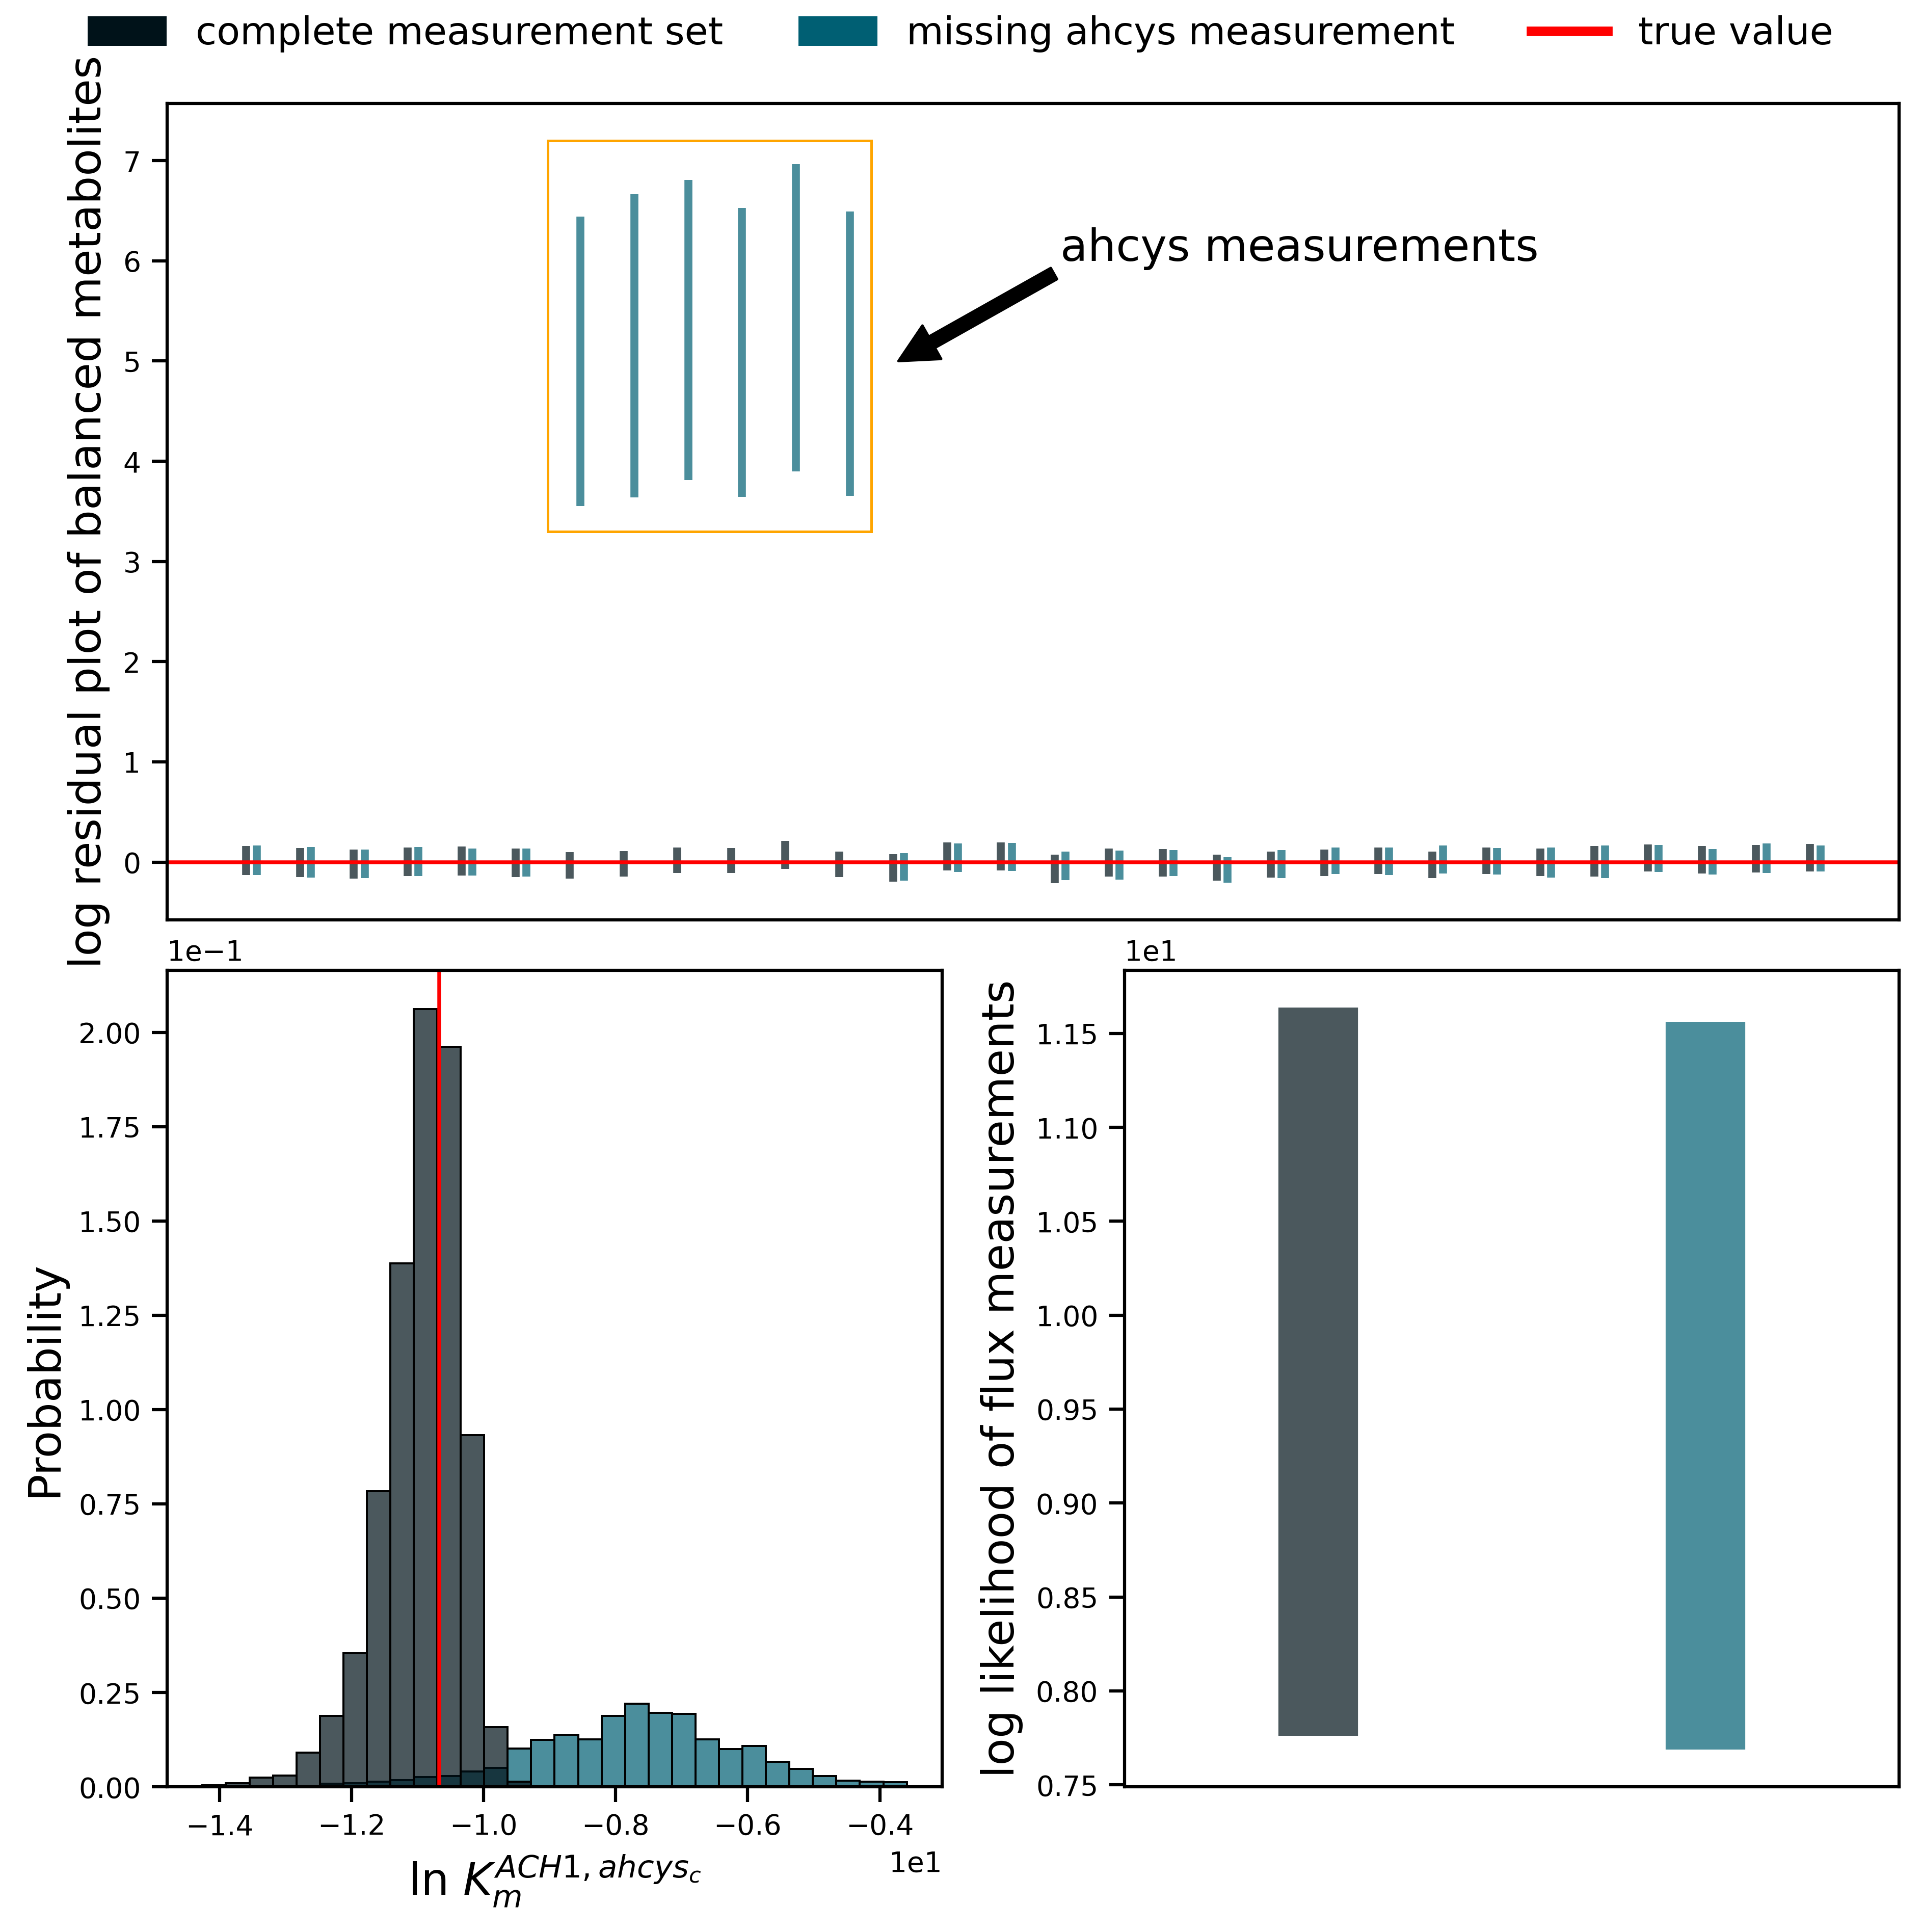 complete measurement set
missing ahcys measurement
true value
log residual plot of balanced metabolites
7
6
5
4
3
2
1
0
ahcys measurements
1e−1
Probability
2.00
1.75
1.50
1.25
1.00
0.75
0.50
0.25
0.00
−1.4
−1.2
−1.0
−0.8
−0.6
−0.4
1e1
ln K_m^{ACH1, ahcys_c}
1e1
log likelihood of flux measurements
1.15
1.10
1.05
1.00
0.95
0.90
0.85
0.80
0.75